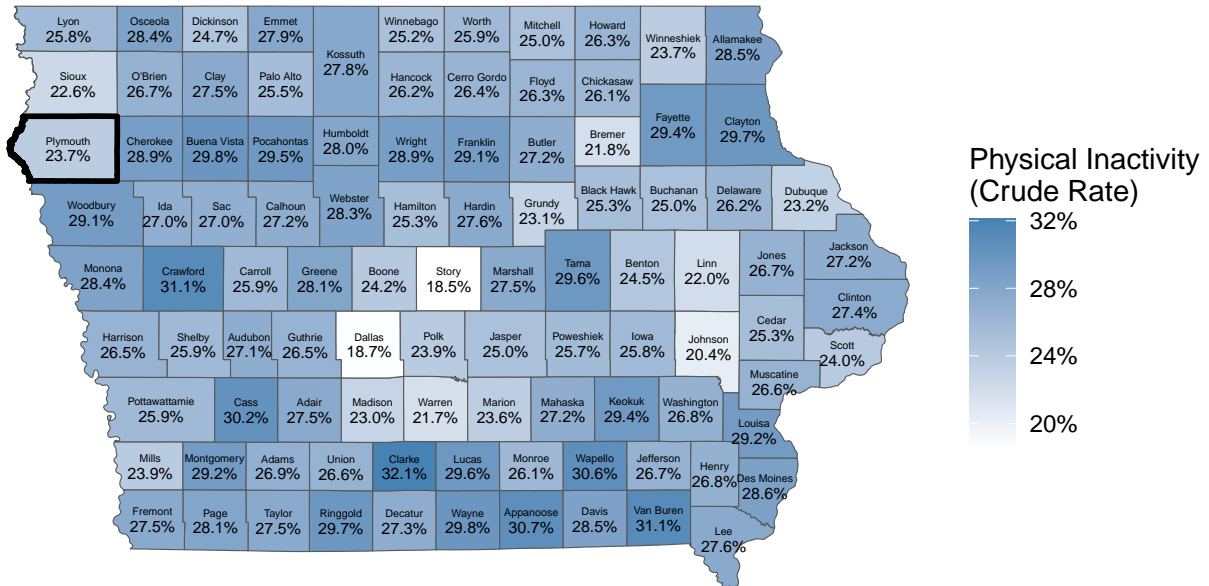 Lyon
25.8%
Osceola
28.4%
Dickinson
24.7%
Emmet
27.9%
Kossuth
27.8%
Winnebago
25.2%
Worth
25.9%
Mitchell
25.0%
Howard
26.3%
Winneshiek
23.7%
Allamakee
28.5%
Sioux
22.6%
O'Brien
26.7%
Clay
27.5%
Palo Alto
25.5%
Hancock
26.2%
Cerro Gordo
26.4%
Floyd
26.3%
Chickasaw
26.1%
Plymouth
23.7%
Cherokee
28.9%
Buena Vista
29.8%
Pocahontas
29.5%
Humboldt
28.0%
Wright
28.9%
Franklin
29.1%
Butler
27.2%
Bremer
21.8%
Fayette
29.4%
Clayton
29.7%
Woodbury
29.1%
Ida
27.0%
Sac
27.0%
Calhoun
27.2%
Webster
28.3%
Hamilton
25.3%
Hardin
27.6%
Grundy
23.1%
Black Hawk
25.3%
Buchanan
25.0%
Delaware
26.2%
Dubuque
23.2%
Monona
28.4%
Crawford
31.1%
Carroll
25.9%
Greene
28.1%
Boone
24.2%
Story
18.5%
Marshall
27.5%
Tama
29.6%
Benton
24.5%
Linn
22.0%
Jones
26.7%
Jackson
27.2%
Clinton
27.4%
Harrison
26.5%
Shelby
25.9%
Audubon
27.1%
Guthrie
26.5%
Dallas
18.7%
Polk
23.9%
Jasper
25.0%
Poweshiek
25.7%
Iowa
25.8%
Johnson
20.4%
Cedar
25.3%
Scott
24.0%
Muscatine
26.6%
Pottawattamie
25.9%
Cass
30.2%
Adair
27.5%
Madison
23.0%
Warren
21.7%
Marion
23.6%
Mahaska
27.2%
Keokuk
29.4%
Washington
26.8%
Louisa
29.2%
Mills
23.9%
Montgomery
29.2%
Adams
26.9%
Union
26.6%
Clarke
32.1%
Lucas
29.6%
Monroe
26.1%
Wapello
30.6%
Jefferson
26.7%
Henry
26.8%
Des Moines
28.6%
Fremont
27.5%
Page
28.1%
Taylor
27.5%
Ringgold
29.7%
Decatur
27.3%
Wayne
29.8%
Appanoose
30.7%
Davis
28.5%
Van Buren
31.1%
Lee
27.6%
Physical Inactivity
(Crude Rate)
32%
28%
24%
20%